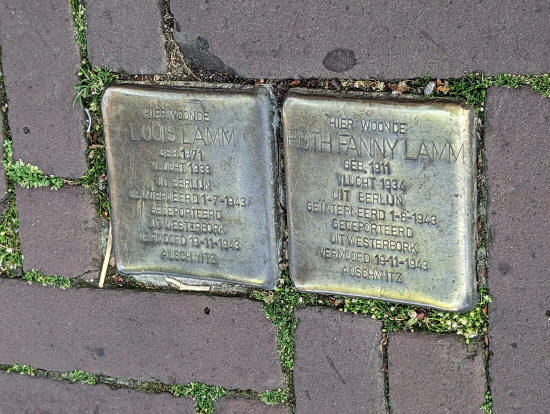 HIER WOONDE
LOUIS LAMM
GEB. 1871
VLUCHT 1933
UIT BERLIJN
GEÏNTERNEERD 1-7-1943
GEDEPORTEERD
UIT WESTERBORK
VERMOORD 19-11-1943
AUSCHWITZ
HIER WOONDE
RUTH FANNY LAMM
GEB. 1911
VLUCHT 1934
UIT BERLIJN
GEÏNTERNEERD 1-8-1943
GEDEPORTEERD
UIT WESTERBORK
VERMOORD 19-11-1943
AUSCHWITZ